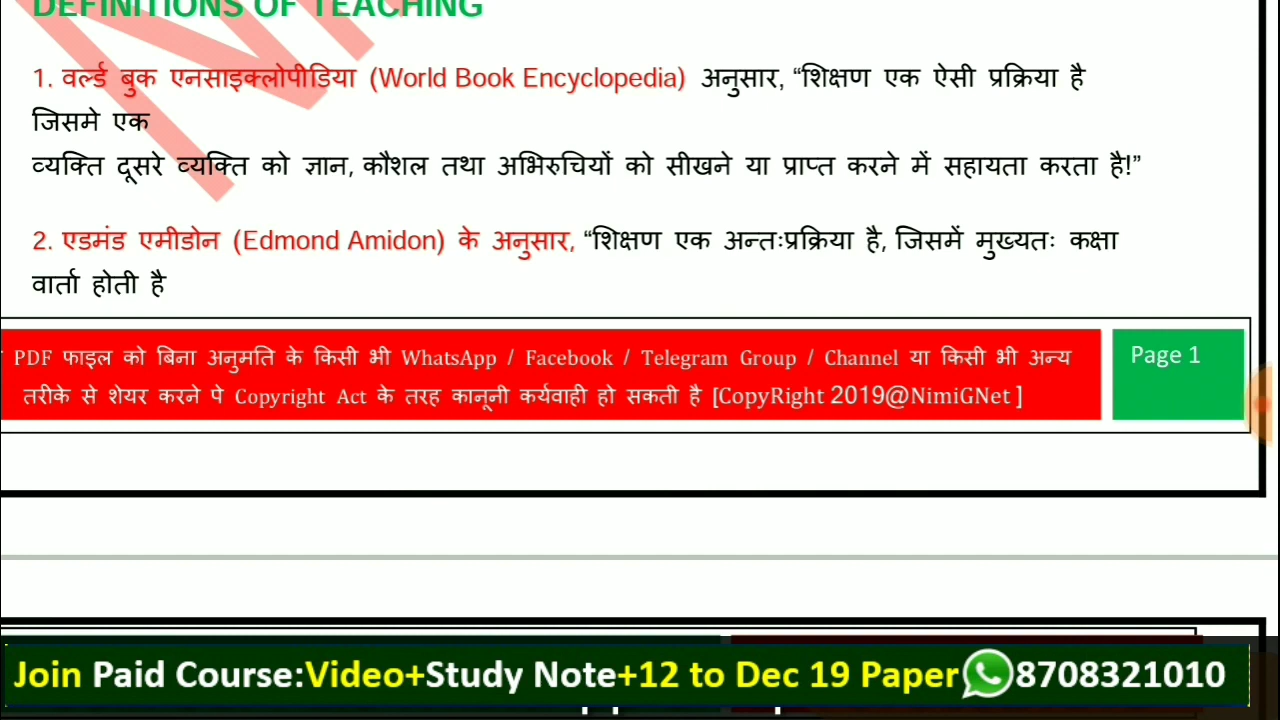 DEFINITIONS OF TEACHING
1. वर्ल्ड बुक एनसाइक्लोपीडिया (World Book Encyclopedia) अनुसार, “शिक्षण एक ऐसी प्रक्रिया है
जिसमे एक
व्यक्ति दूसरे व्यक्ति को ज्ञान, कौशल तथा अभिरुचियों को सीखने या प्राप्त करने में सहायता करता है!”
2. एडमंड एमीडोन (Edmond Amidon) के अनुसार, “शिक्षण एक अन्तःप्रक्रिया है, जिसमें मुख्यतः कक्षा
वार्ता होती है
PDF फाइल को बिना अनुमति के किसी भी WhatsApp / Facebook / Telegram Group / Channel या किसी भी अन्य
तरीके से शेयर करने पे Copyright Act के तरह कानूनी कर्यवाही हो सकती है [CopyRight 2019@NimiGNet ]
Page 1
Join Paid Course:Video+Study Note+12 to Dec 19 Paper 8708321010